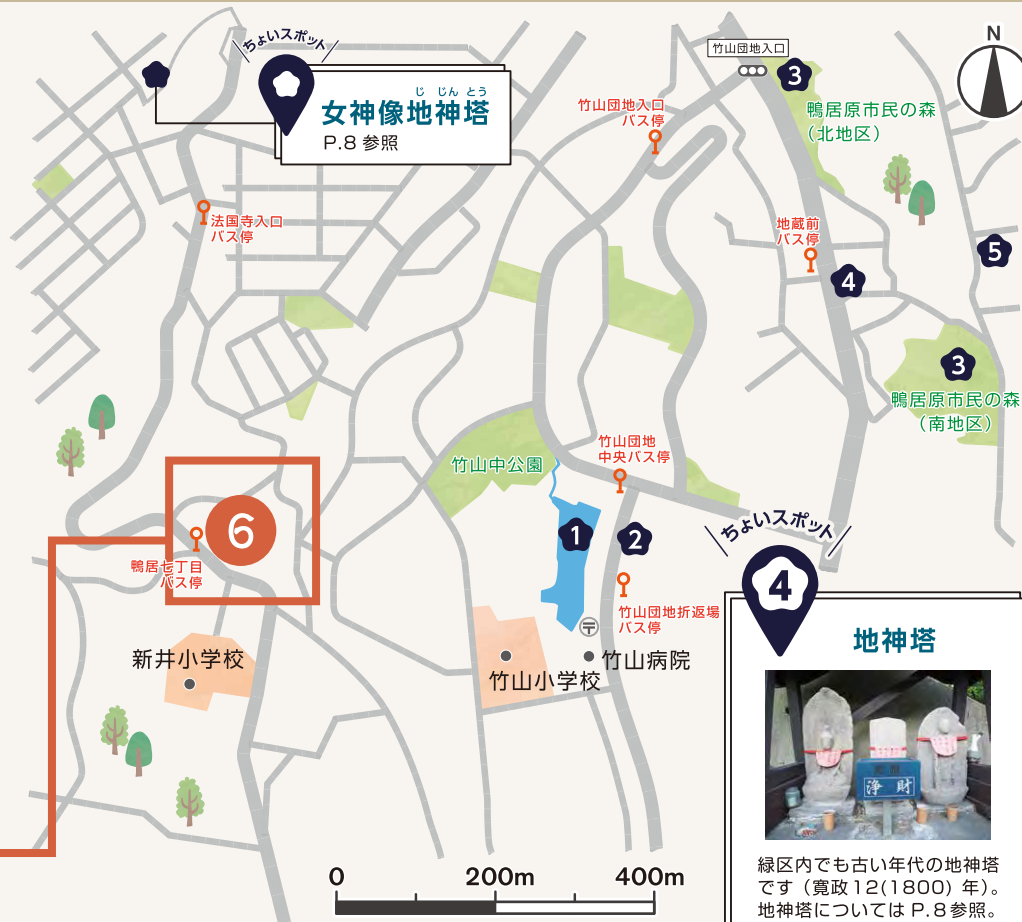 ちょいスポット
じ じん とう
女神像地神塔
P.8 参照
竹山団地入口
N
3
鴨居原市民の森
(北地区)
竹山団地入口
バス停
法国寺入口
バス停
地蔵前
バス停
5
4
3
鴨居原市民の森
(南地区)
竹山中公園
竹山団地
中央バス停
6
鴨居七丁目
バス停
1
2
竹山団地折返場
バス停
〒
新井小学校
竹山小学校
竹山病院
ちょいスポット
4
地神塔
浄財
緑区内でも古い年代の地神塔
です（寛政12(1800) 年）。
地神塔については P.8 参照。
0 200m 400m